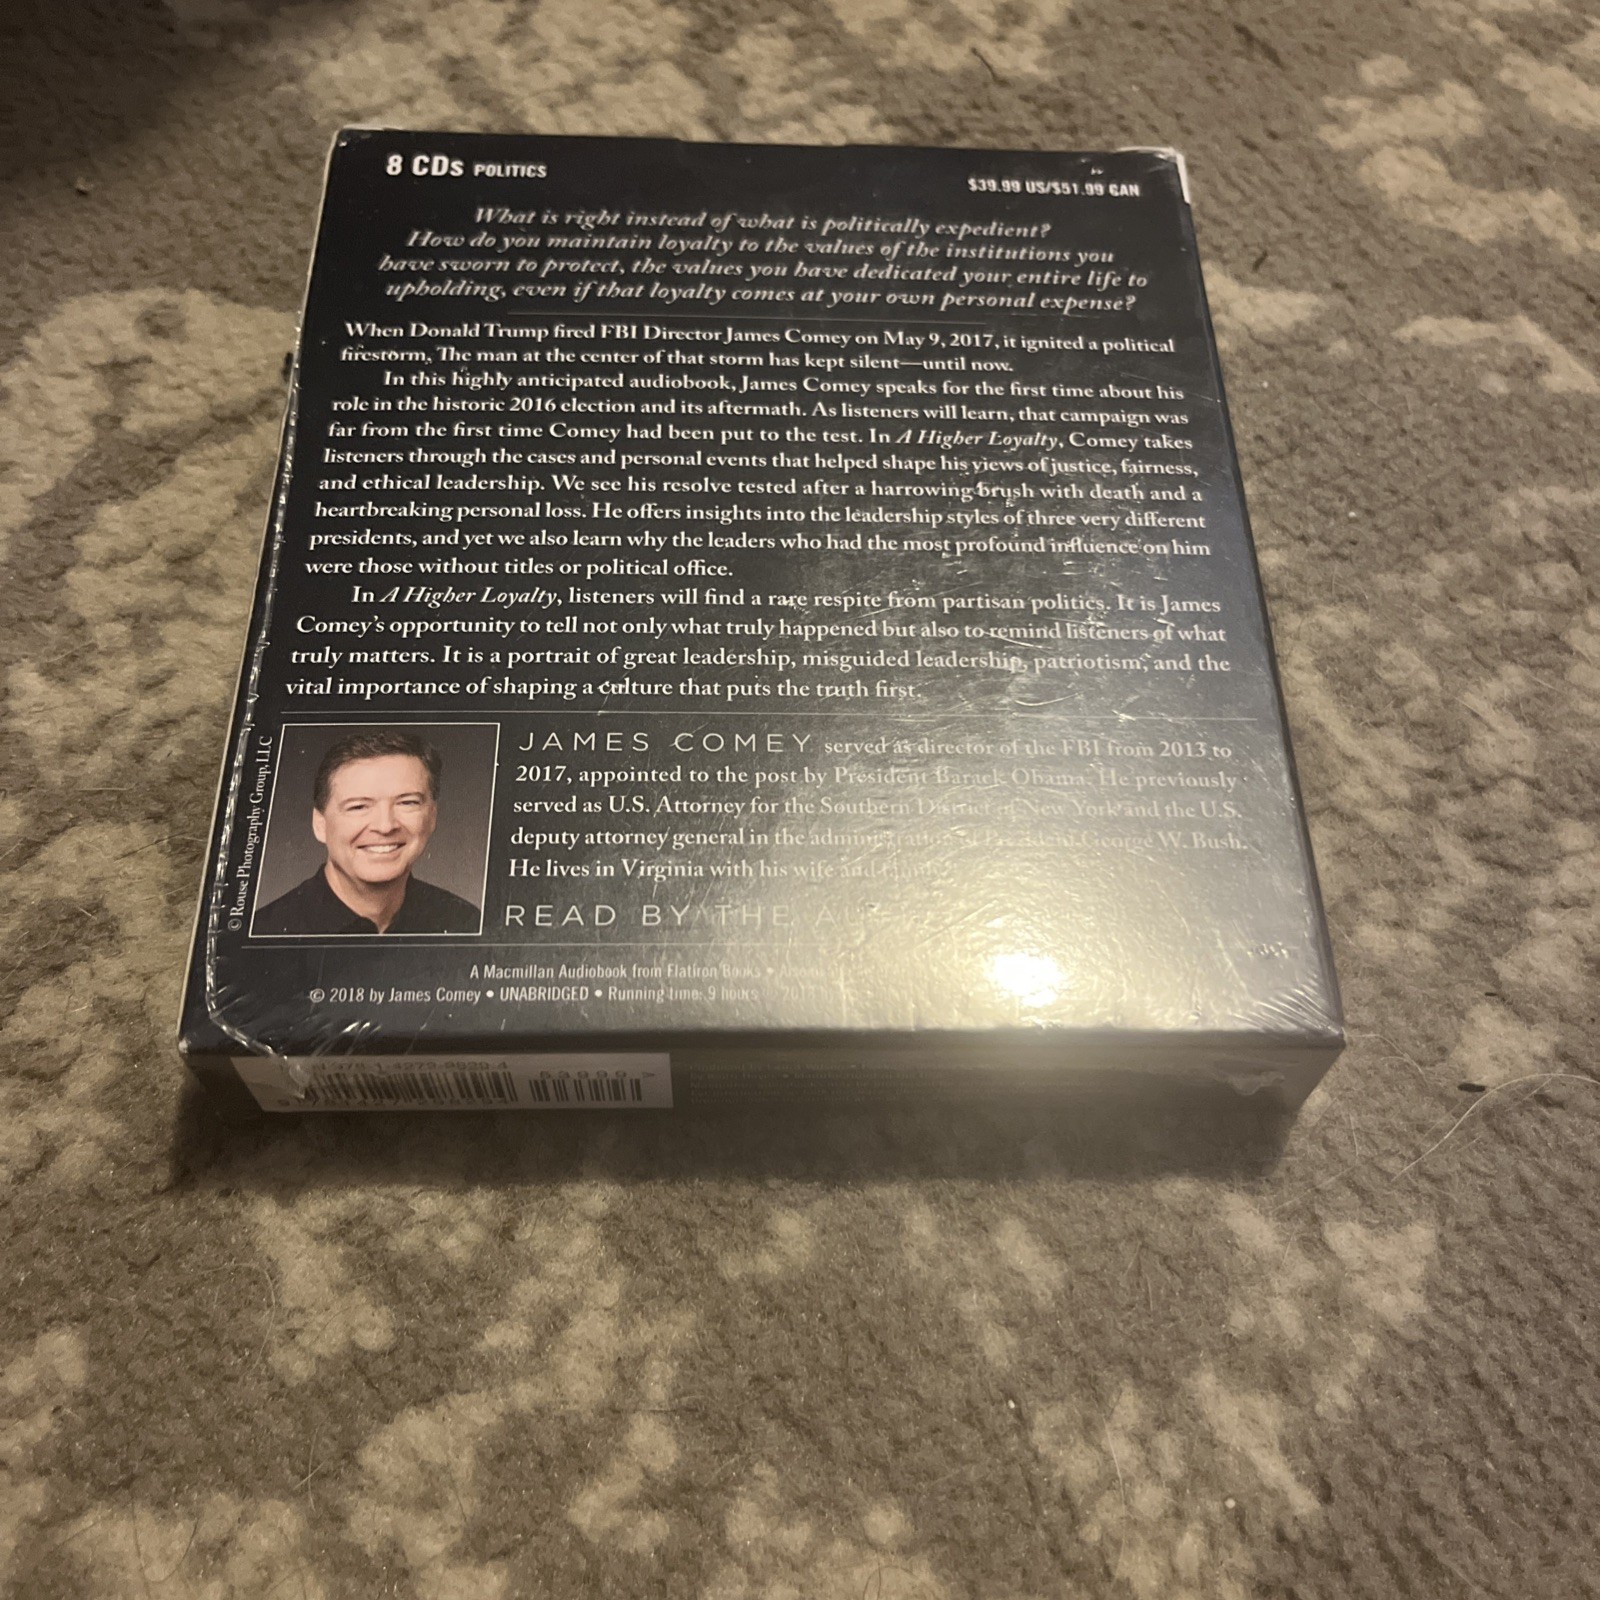 8 CDs POLITICS
$39.99 US/$51.99 CAN
What is right instead of what is politically expedient?
How do you maintain loyalty to the values of the institutions you
have sworn to protect, the values you have dedicated your entire life to
upholding, even if that loyalty comes at your own personal expense?
When Donald Trump fired FBI Director James Comey on May 9, 2017, it ignited a political
firestorm. The man at the center of that storm has kept silent—until now.
In this highly anticipated audiobook, James Comey speaks for the first time about his
role in the historic 2016 election and its aftermath. As listeners will learn, that campaign was
far from the first time Comey had been put to the test. In A Higher Loyalty, Comey takes
listeners through the cases and personal events that helped shape his views of justice, fairness,
and ethical leadership. We see his resolve tested after a harrowing brush with death and a
heartbreaking personal loss. He offers insights into the leadership styles of three very different
presidents, and yet we also learn why the leaders who had the most profound influence on him
were those without titles or political office.
In A Higher Loyalty, listeners will find a rare respite from partisan politics. It is James
Comey's opportunity to tell not only what truly happened but also to remind listeners of what
truly matters. It is a portrait of great leadership, misguided leadership, patriotism, and the
vital importance of shaping a culture that puts the truth first.
© Rouse Photography Group, LLC
JAMES COMEY served as director of the FBI from 2013 to
2017, appointed to the post by President Barack Obama. He previously
served as U.S. Attorney for the Southern District of York and the U.S.
deputy attorney general in the George W. Bush.
He lives in Virginia with his wife and
READ BY THE
A Macmillan Audiobook from Flatiron Books •
© 2018 by James Comey • UNABRIDGED • Running time: 9 hours
63999 >